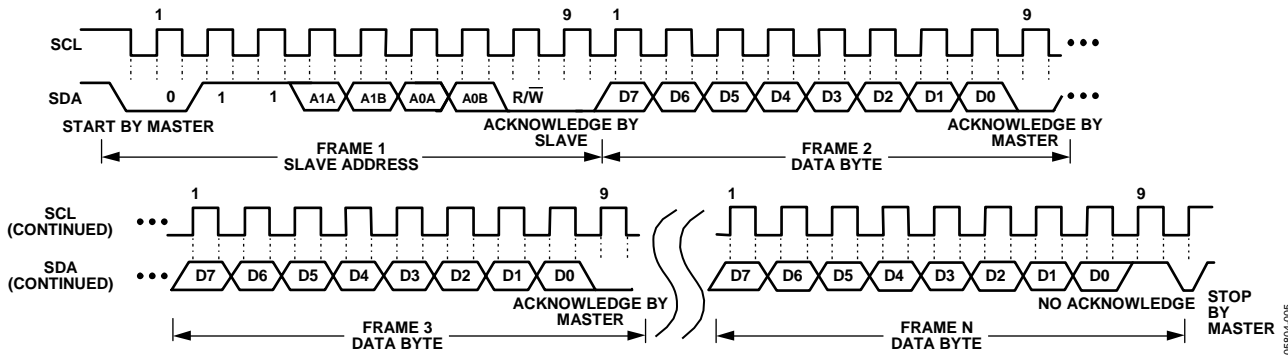 1 9 1 9
SCL
SDA 0 1 1 A1A A1B A0A A0B R/W̅ D7 D6 D5 D4 D3 D2 D1 D0
START BY MASTER
ACKNOWLEDGE BY
SLAVE
ACKNOWLEDGE BY
MASTER
FRAME 1
SLAVE ADDRESS
FRAME 2
DATA BYTE
1 9 1 9
SCL
(CONTINUED)
SDA
(CONTINUED)
D7 D6 D5 D4 D3 D2 D1 D0 D7 D6 D5 D4 D3 D2 D1 D0
ACKNOWLEDGE BY
MASTER
NO ACKNOWLEDGE
STOP
BY
MASTER
FRAME 3
DATA BYTE
FRAME N
DATA BYTE